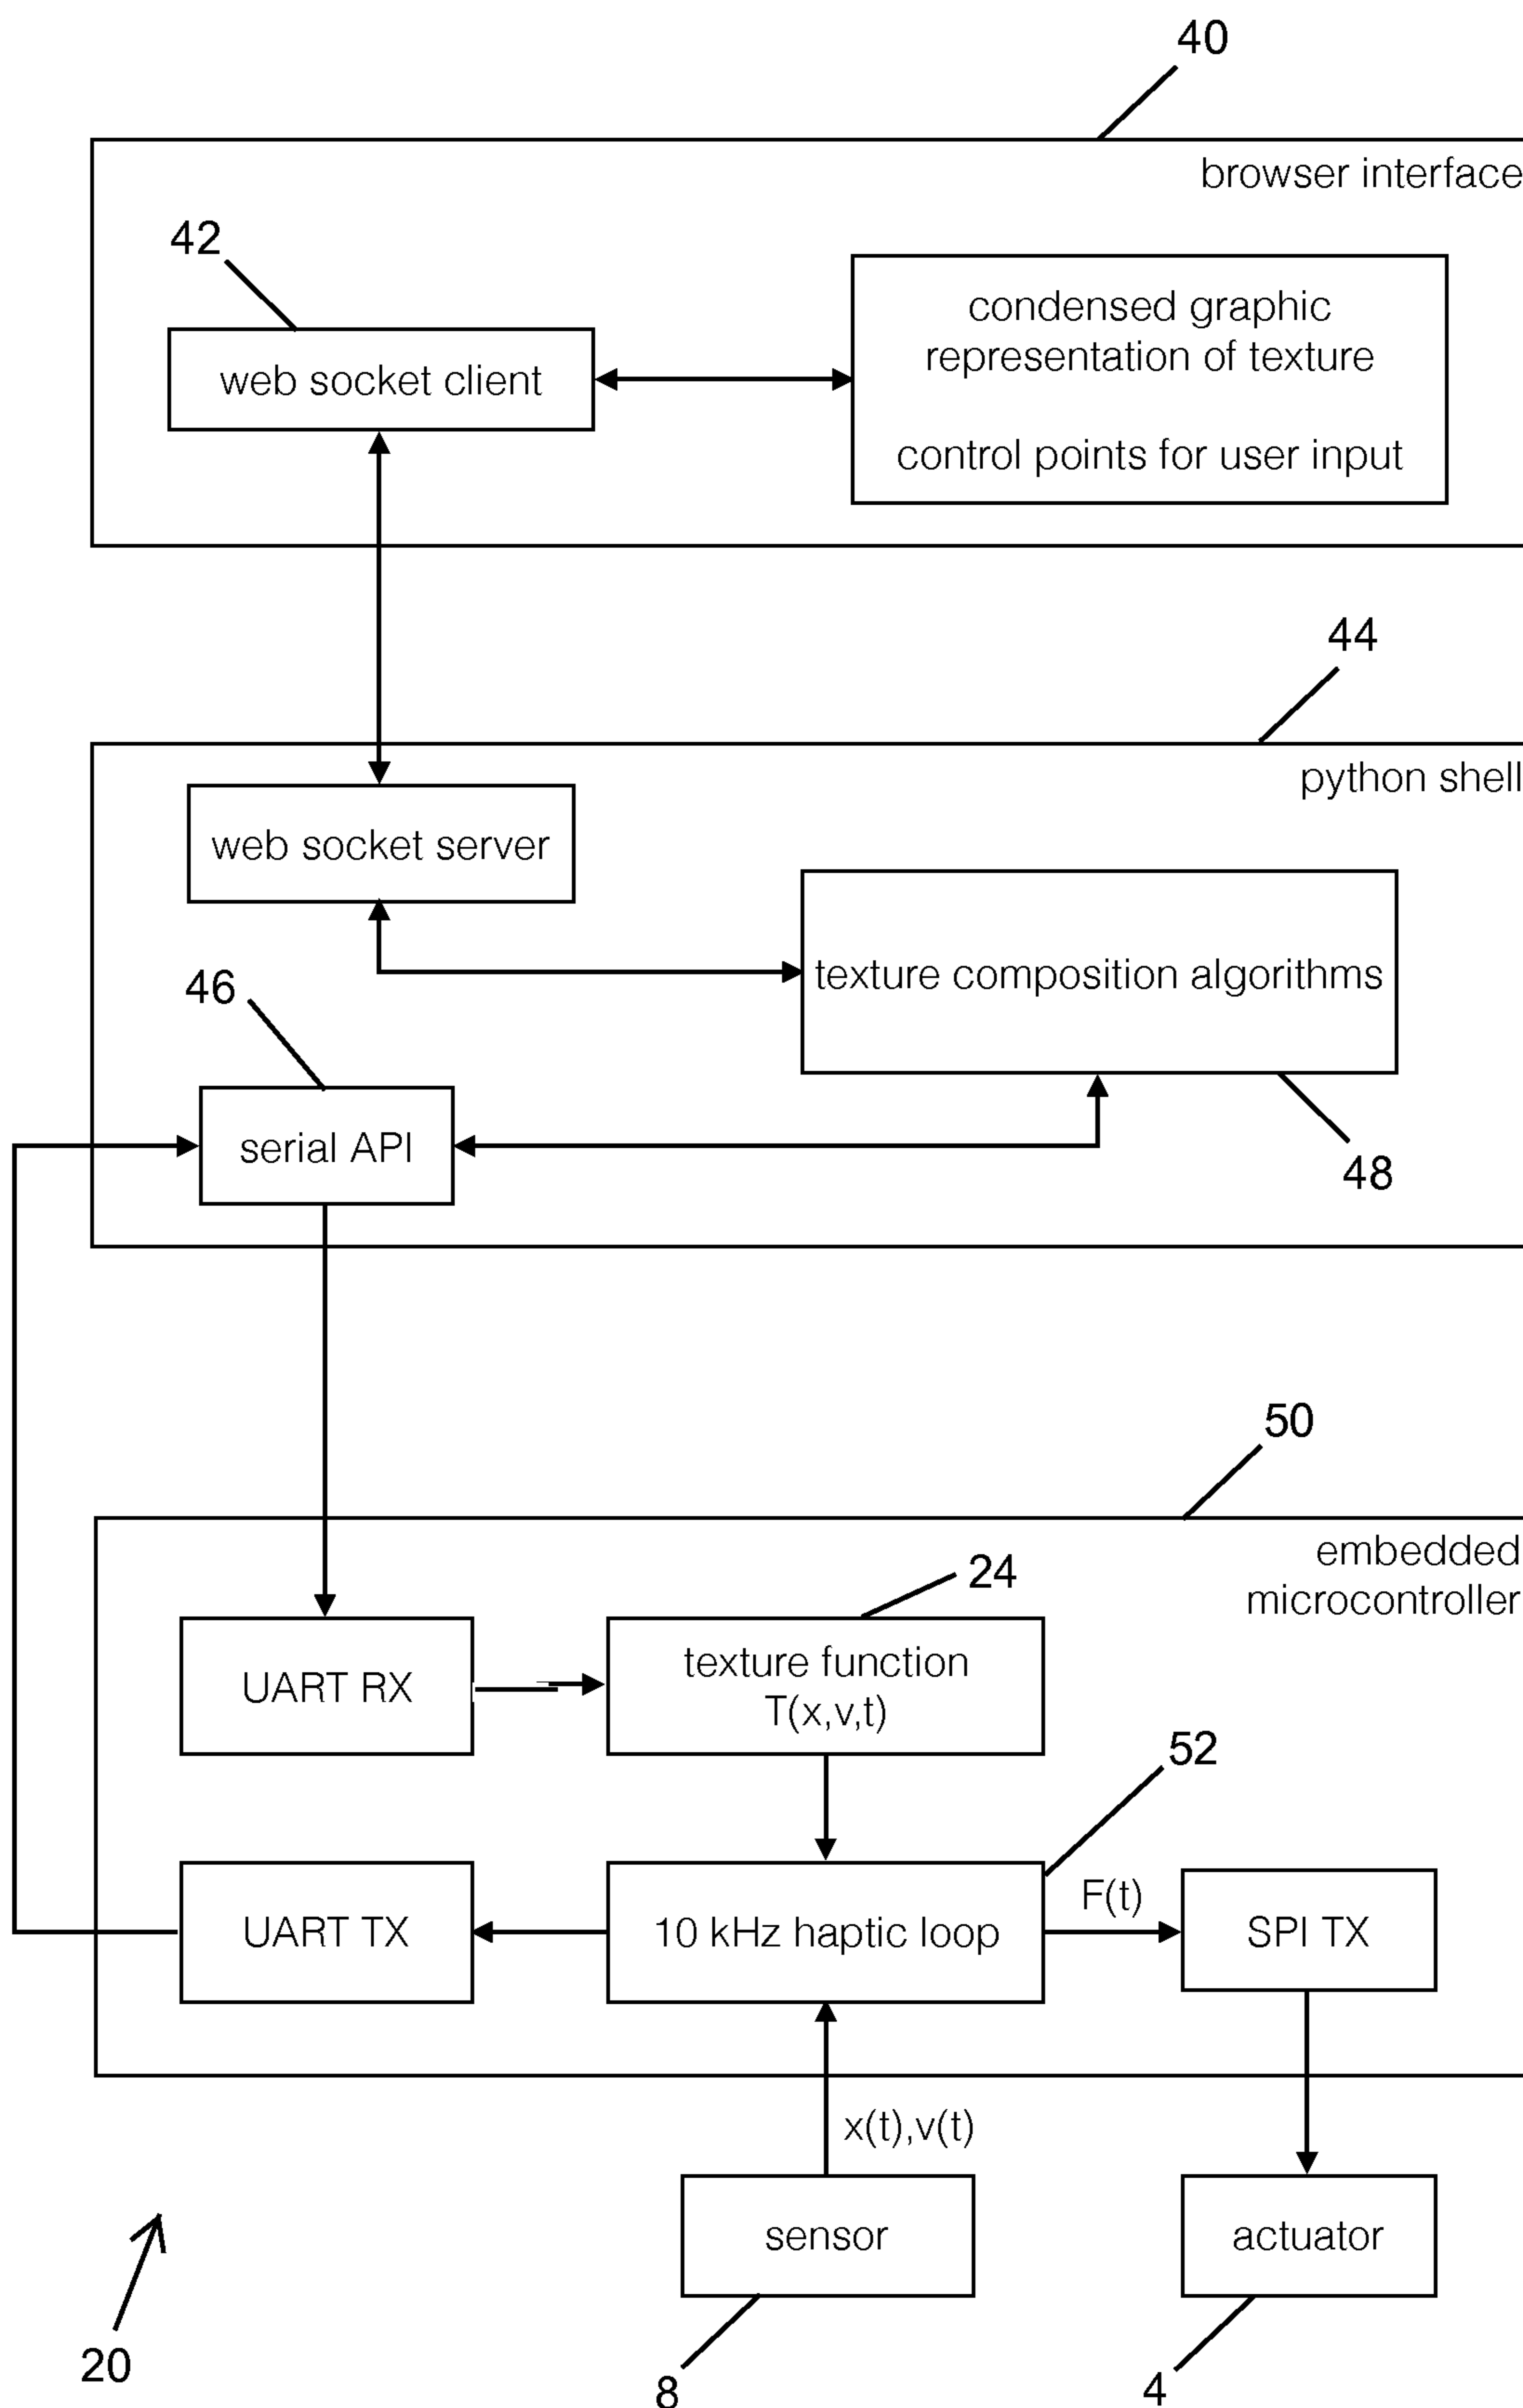 40
browser interface
42
condensed graphic
representation of texture
web socket client
control points for user input
44
python shell
web socket server
texture composition algorithms
46
serial API
48
50
embedded
microcontroller
24
UART RX
texture function
T(x,v,t)
52
UART TX
10 kHz haptic loop
F(t)
SPI TX
x(t),v(t)
sensor
actuator
20
8
4